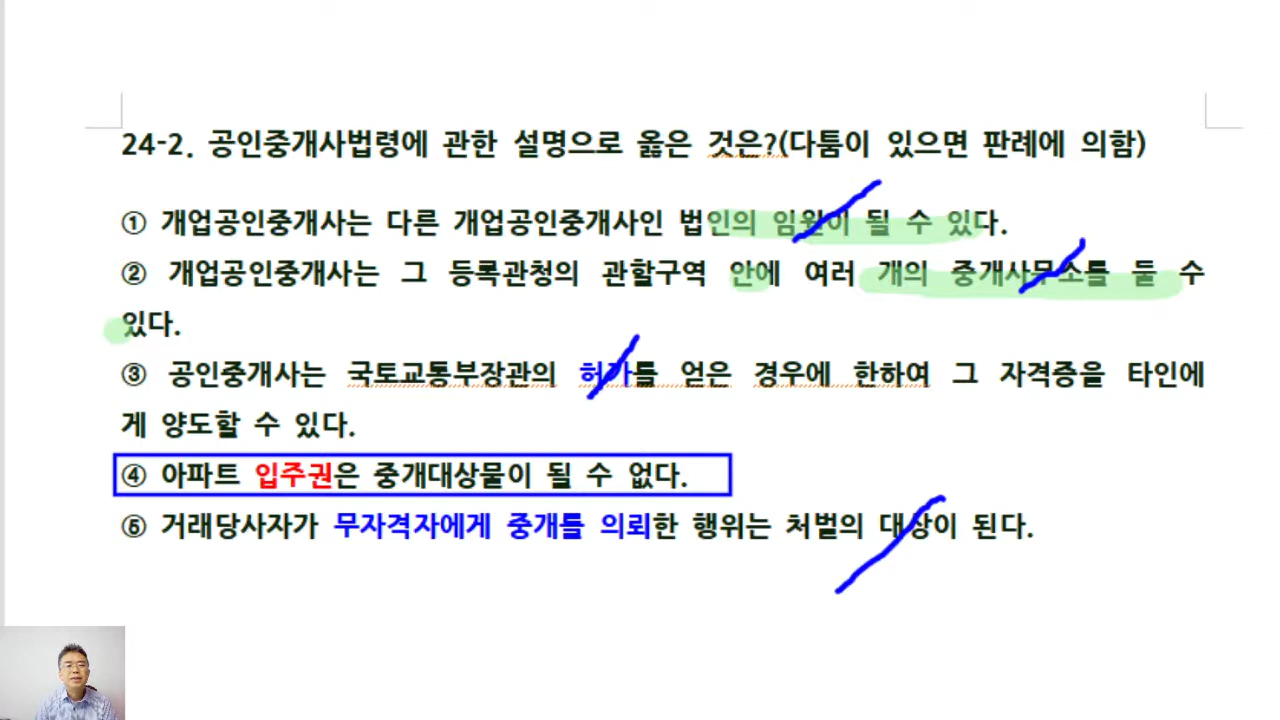 24-2. 공인중개사법령에 관한 설명으로 옳은 것은?(다툼이 있으면 판례에 의함)
① 개업공인중개사는 다른 개업공인중개사인 법인의 임원이 될 수 있다.
② 개업공인중개사는 그 등록관청의 관할구역 안에 여러 개의 중개사무소를 둘 수
있다.
③ 공인중개사는 국토교통부장관의 허가를 얻은 경우에 한하여 그 자격증을 타인에
게 양도할 수 있다.
④ 아파트 입주권은 중개대상물이 될 수 없다.
⑤ 거래당사자가 무자격자에게 중개를 의뢰한 행위는 처벌의 대상이 된다.